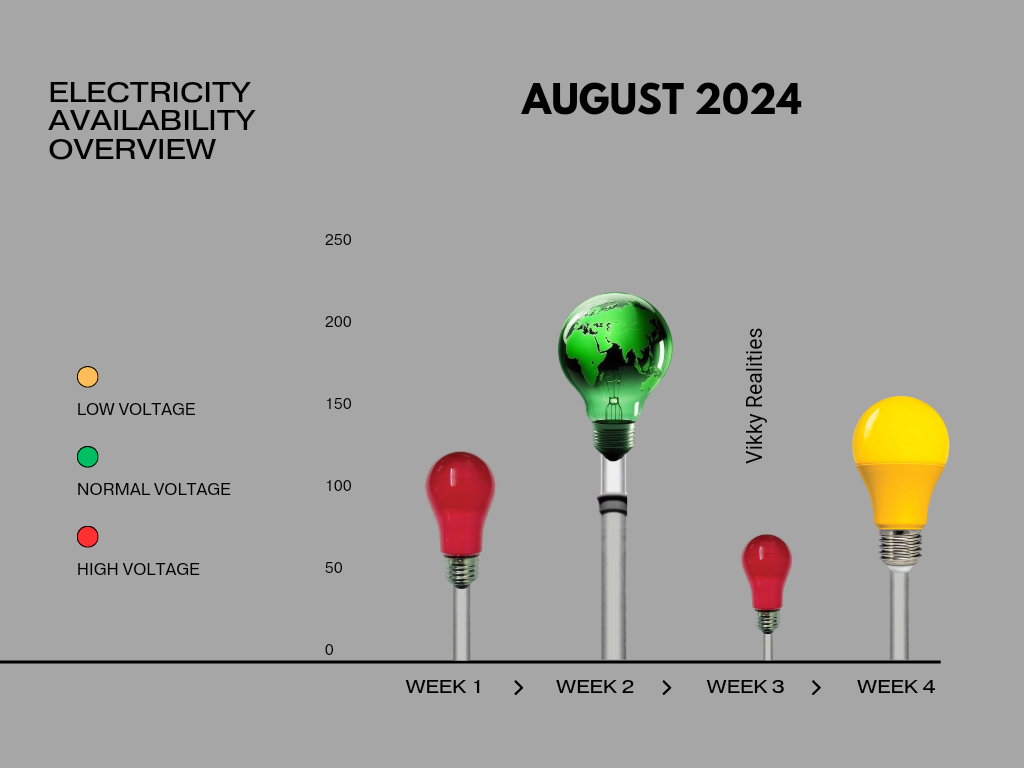 ELECTRICITY
AVAILABILITY
OVERVIEW
AUGUST 2024
250
200
150
100
50
0
LOW VOLTAGE
NORMAL VOLTAGE
HIGH VOLTAGE
Vikky Realities
WEEK 1 > WEEK 2 > WEEK 3 > WEEK 4